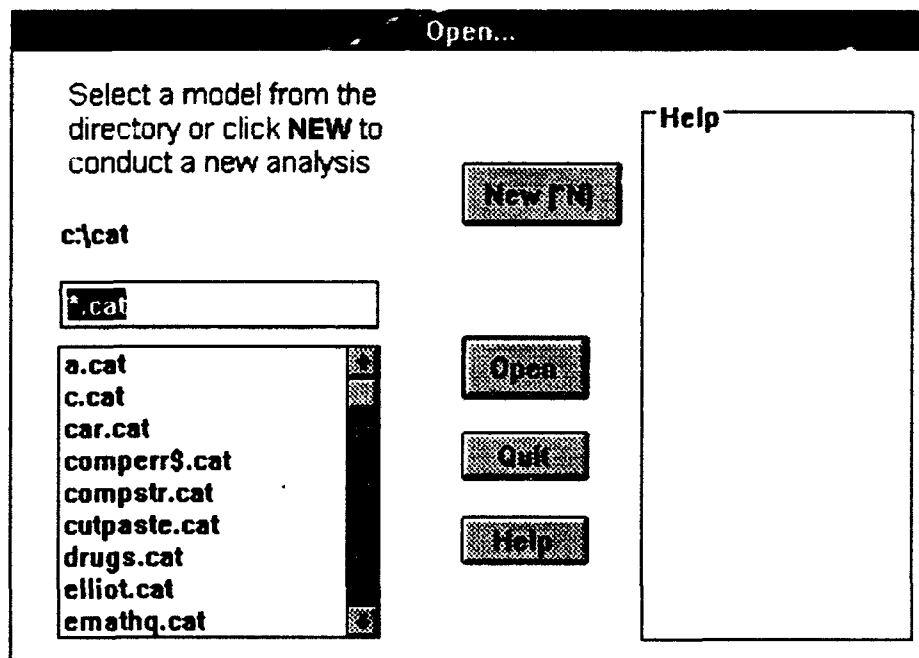 Open...
Select a model from the
directory or click NEW to
conduct a new analysis
c:\cat
*.cat
a.cat
c.cat
car.cat
comperr$.cat
compstr.cat
cutpaste.cat
drugs.cat
elliot.cat
emathq.cat
New [^N]
Open
Quit
Help
Help